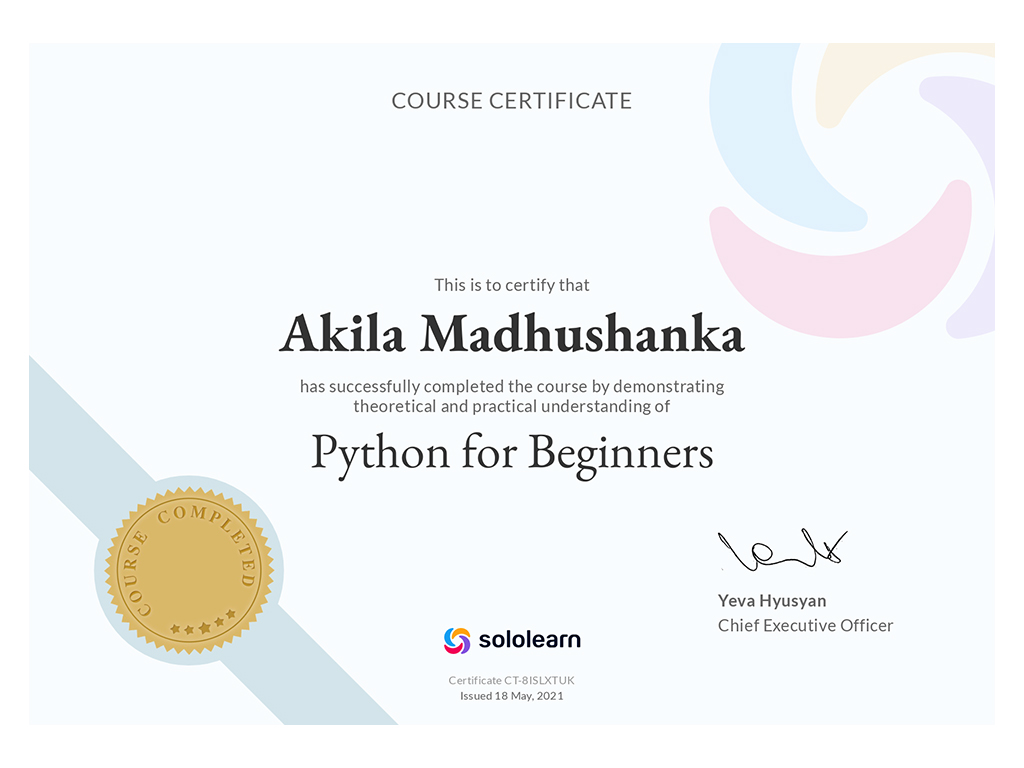 COURSE CERTIFICATE
This is to certify that
Akila Madhushanka
has successfully completed the course by demonstrating
theoretical and practical understanding of
Python for Beginners
COURSE COMPLETED
Yeva Hyusyan
Chief Executive Officer
sololearn
Certificate CT-8ISLXTUK
Issued 18 May, 2021